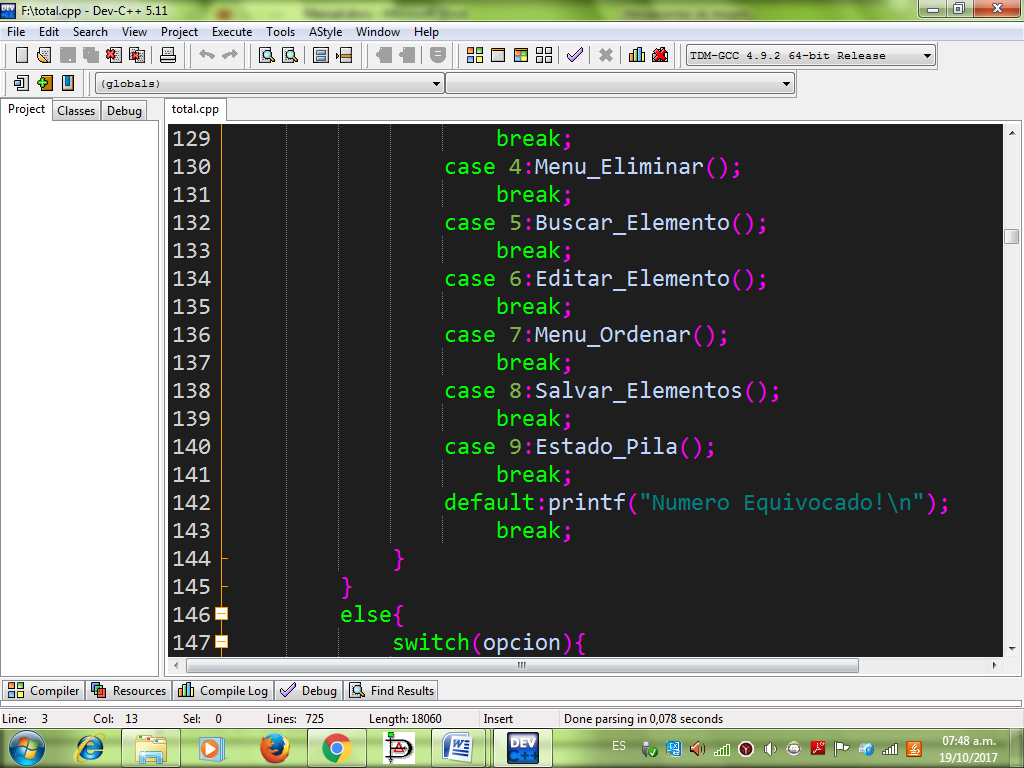 F:\total.cpp - Dev-C++ 5.11
File Edit Search View Project Execute Tools AStyle Window Help
TDM-GCC 4.9.2 64-bit Release
(globals)
Project Classes Debug total.cpp
129 break;
130 case 4:Menu_Eliminar();
131 break;
132 case 5:Buscar_Elemento();
133 break;
134 case 6:Editar_Elemento();
135 break;
136 case 7:Menu_Ordenar();
137 break;
138 case 8:Salvar_Elementos();
139 break;
140 case 9:Estado_Pila();
141 break;
142 default:printf("Numero Equivocado!\n");
143 break;
144 }
145 }
146 else{
147 switch(opcion){
Compiler Resources Compile Log Debug Find Results
Line: 3 Col: 13 Sel: 0 Lines: 725 Length: 18060 Insert Done parsing in 0,078 seconds
DEV C++
ES
07:48 a.m.
19/10/2017